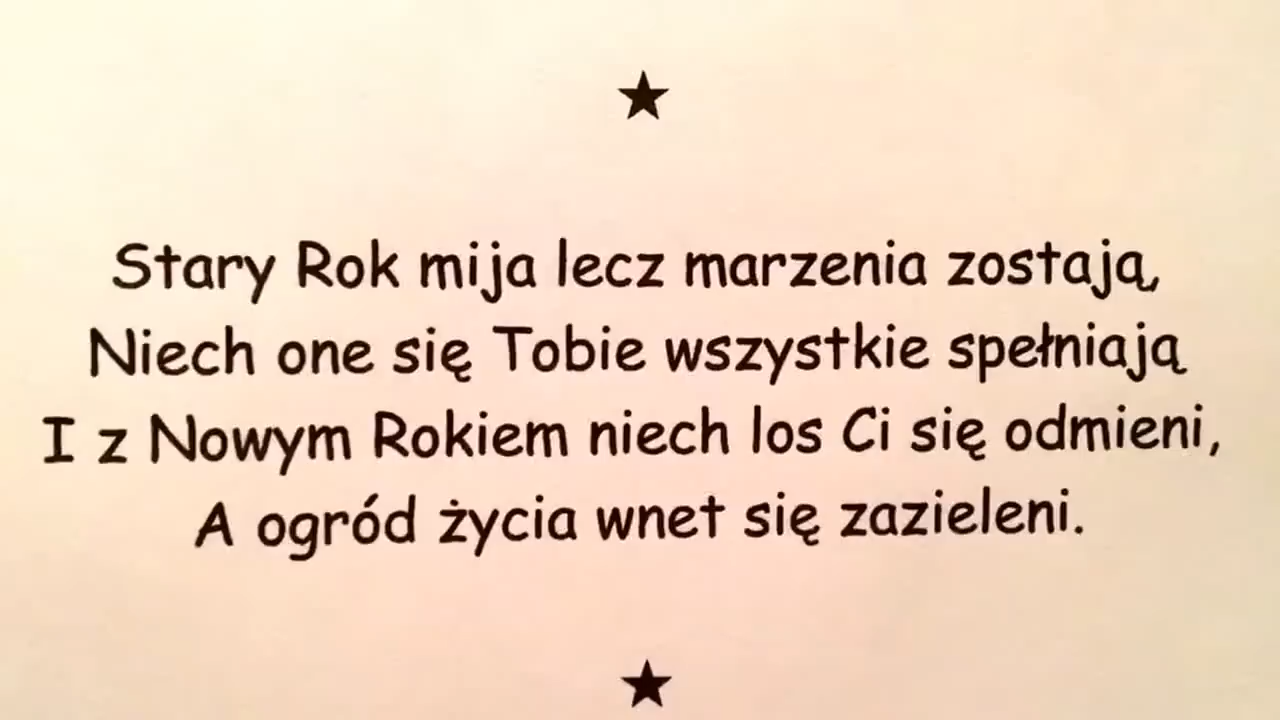 Stary Rok mija lecz marzenia zostają,
Niech one się Tobie wszystkie spełniają
I z Nowym Rokiem niech los Ci się odmieni,
A ogród życia wnet się zazieleni.